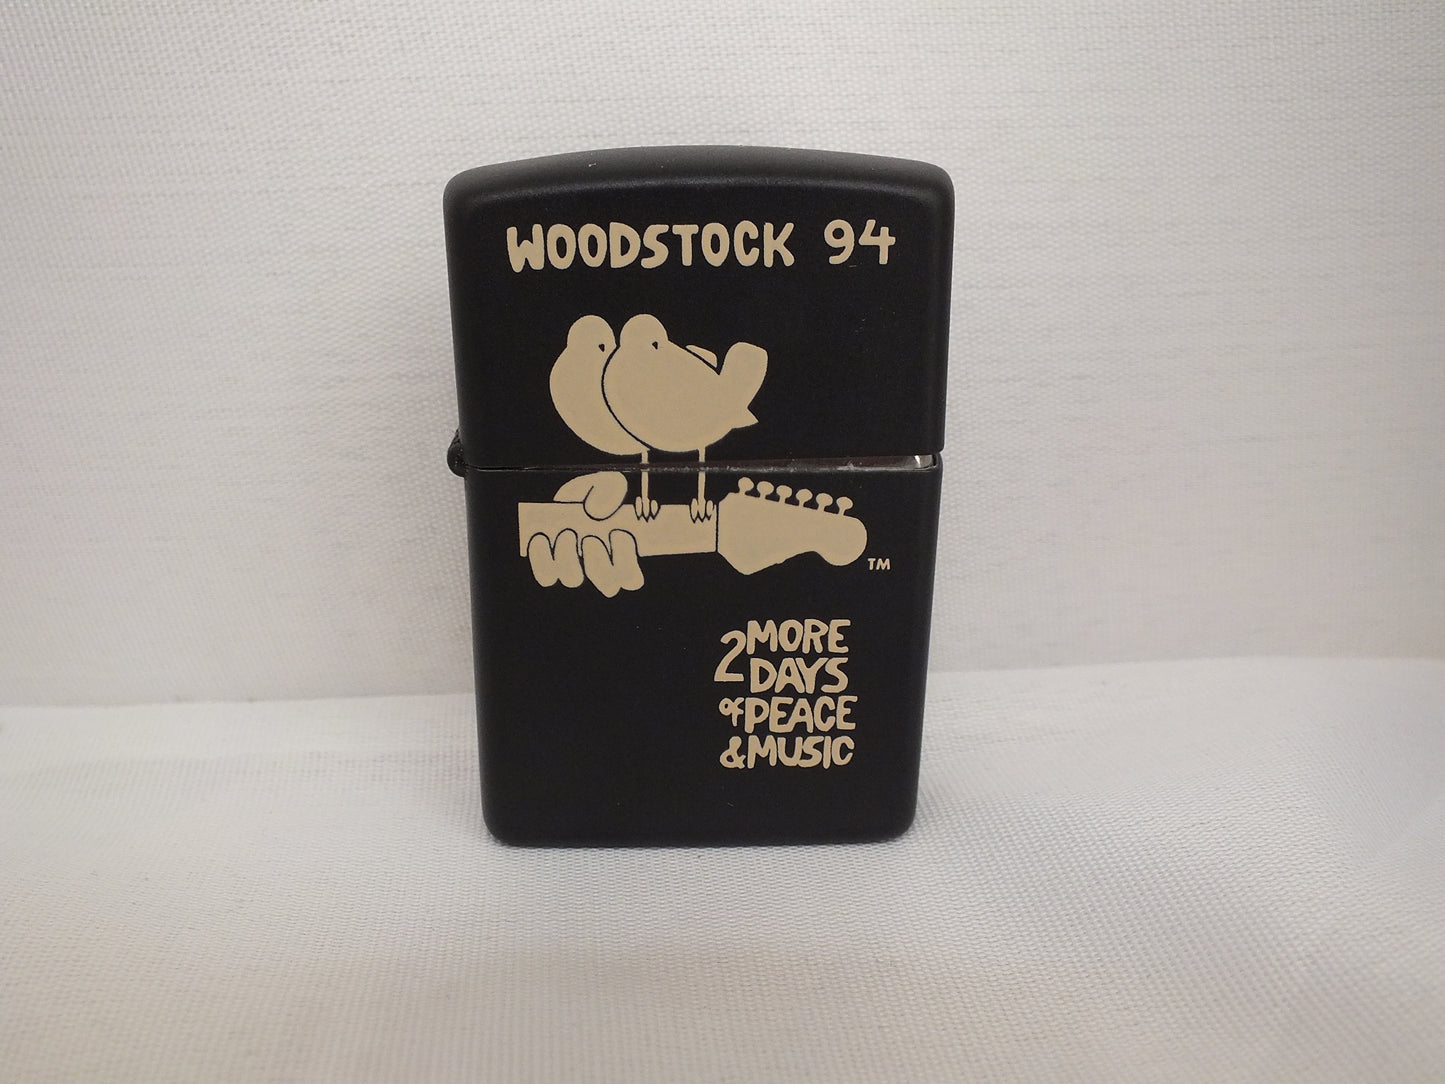 WOODSTOCK 94
TM
2 MORE
DAYS
of PEACE
& MUSIC